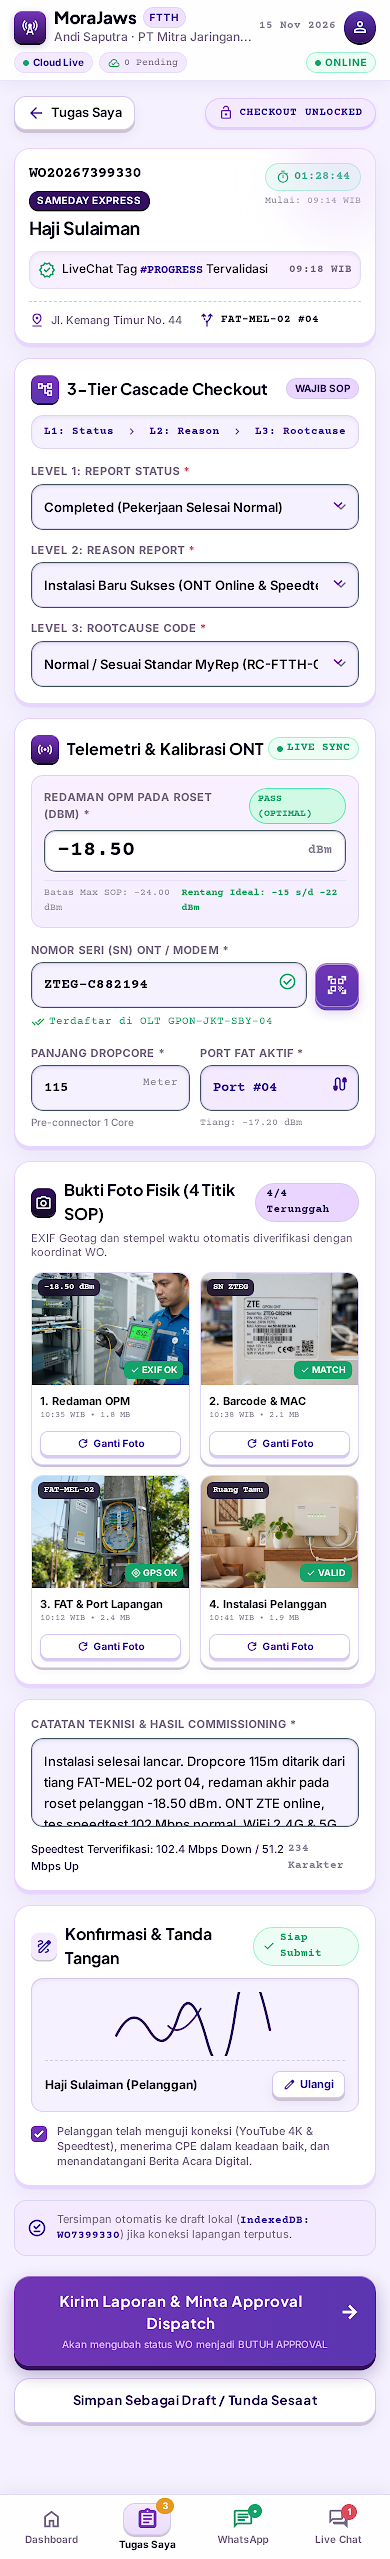 MoraJaws FTTH
Andi Saputra · PT Mitra Jaringan...
15 Nov 2026
Cloud Live
0 Pending
ONLINE
Tugas Saya
CHECKOUT UNLOCKED
WO20267399330
01:28:44
SAMEDAY EXPRESS
Mulai: 09:14 WIB
Haji Sulaiman
LiveChat Tag #PROGRESS Tervalidasi
09:18 WIB
Jl. Kemang Timur No. 44
FAT-MEL-02 #04
3-Tier Cascade Checkout
WAJIB SOP
L1: Status > L2: Reason > L3: Rootcause
LEVEL 1: REPORT STATUS *
Completed (Pekerjaan Selesai Normal)
LEVEL 2: REASON REPORT *
Instalasi Baru Sukses (ONT Online & Speedte
LEVEL 3: ROOTCAUSE CODE *
Normal / Sesuai Standar MyRep (RC-FTTH-
Telemetri & Kalibrasi ONT
LIVE SYNC
REDAMAN OPM PADA ROSET
(DBM) *
PASS
(OPTIMAL)
-18.50
dBm
Batas Max SOP: -24.00
dBm
Rentang Ideal: -15 s/d -22
dBm
NOMOR SERI (SN) ONT / MODEM *
ZTEG-C882194
Terdaftar di OLT GPON-JKT-SBY-04
PANJANG DROPCORE *
PORT FAT AKTIF *
115
Meter
Port #04
Pre-connector 1 Core
Tiang: -17.20 dBm
Bukti Foto Fisik (4 Titik
SOP)
4/4
Terunggah
EXIF Geotag dan stempel waktu otomatis diverifikasi dengan
koordinat WO.
-18.50 dBm
EXIF OK
SN ZTEG
ZTE
MATCH
1. Redaman OPM
10:35 WIB • 1.8 MB
Ganti Foto
2. Barcode & MAC
10:38 WIB • 2.1 MB
Ganti Foto
FAT-MEL-02
GPS OK
Ruang Tamu
VALID
3. FAT & Port Lapangan
10:12 WIB • 2.4 MB
Ganti Foto
4. Instalasi Pelanggan
10:41 WIB • 1.9 MB
Ganti Foto
CATATAN TEKNISI & HASIL COMMISSIONING *
Instalasi selesai lancar. Dropcore 115m ditarik dari
tiang FAT-MEL-02 port 04, redaman akhir pada
roset pelanggan -18.50 dBm. ONT ZTE online,
tes speedtest 102 Mbps normal, WiFi 2.4G & 5G
Speedtest Terverifikasi: 102.4 Mbps Down / 51.2
Mbps Up
234
Karakter
Konfirmasi & Tanda
Tangan
Siap
Submit
Haji Sulaiman (Pelanggan)
Ulangi
Pelanggan telah menguji koneksi (YouTube 4K &
Speedtest), menerima CPE dalam keadaan baik, dan
menandatangani Berita Acara Digital.
Tersimpan otomatis ke draft lokal (IndexedDB:
WO7399330) jika koneksi lapangan terputus.
Kirim Laporan & Minta Approval
Dispatch
Akan mengubah status WO menjadi BUTUH APPROVAL
Simpan Sebagai Draft / Tunda Sesaat
3
1
Dashboard
Tugas Saya
WhatsApp
Live Chat